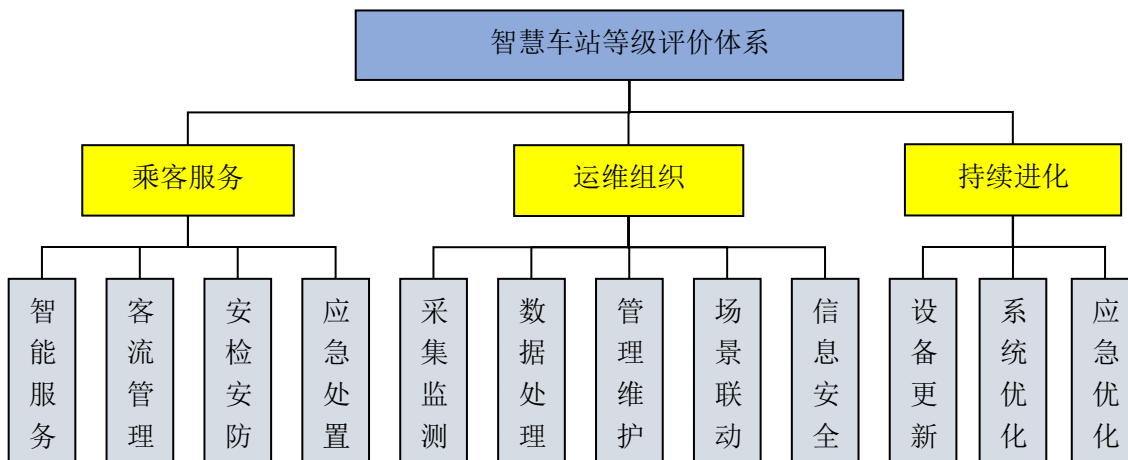 智慧车站等级评价体系
乘客服务
运维组织
持续进化
智能服务
客流管理
安检安防
应急处置
采集监测
数据处理
管理维护
场景联动
信息安全
设备更新
系统优化
应急优化